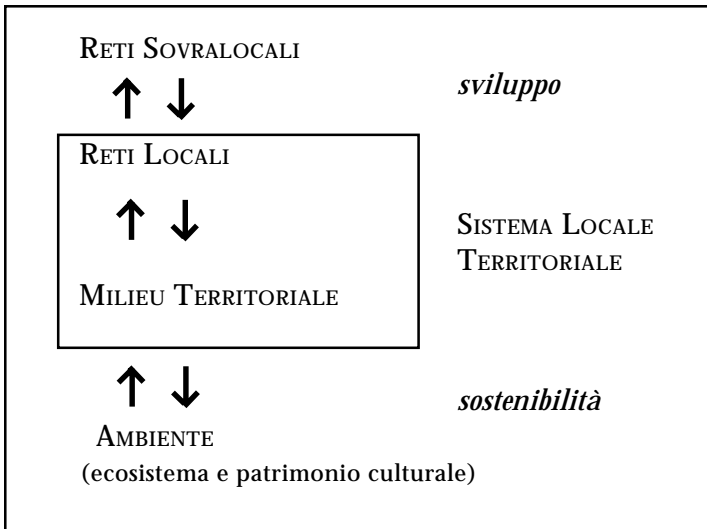 RETI SOVRALOCALI
sviluppo
RETI LOCALI
SISTEMA LOCALE
TERRITORIALE
MILIEU TERRITORIALE
sostenibilità
AMBIENTE
(ecosistema e patrimonio culturale)